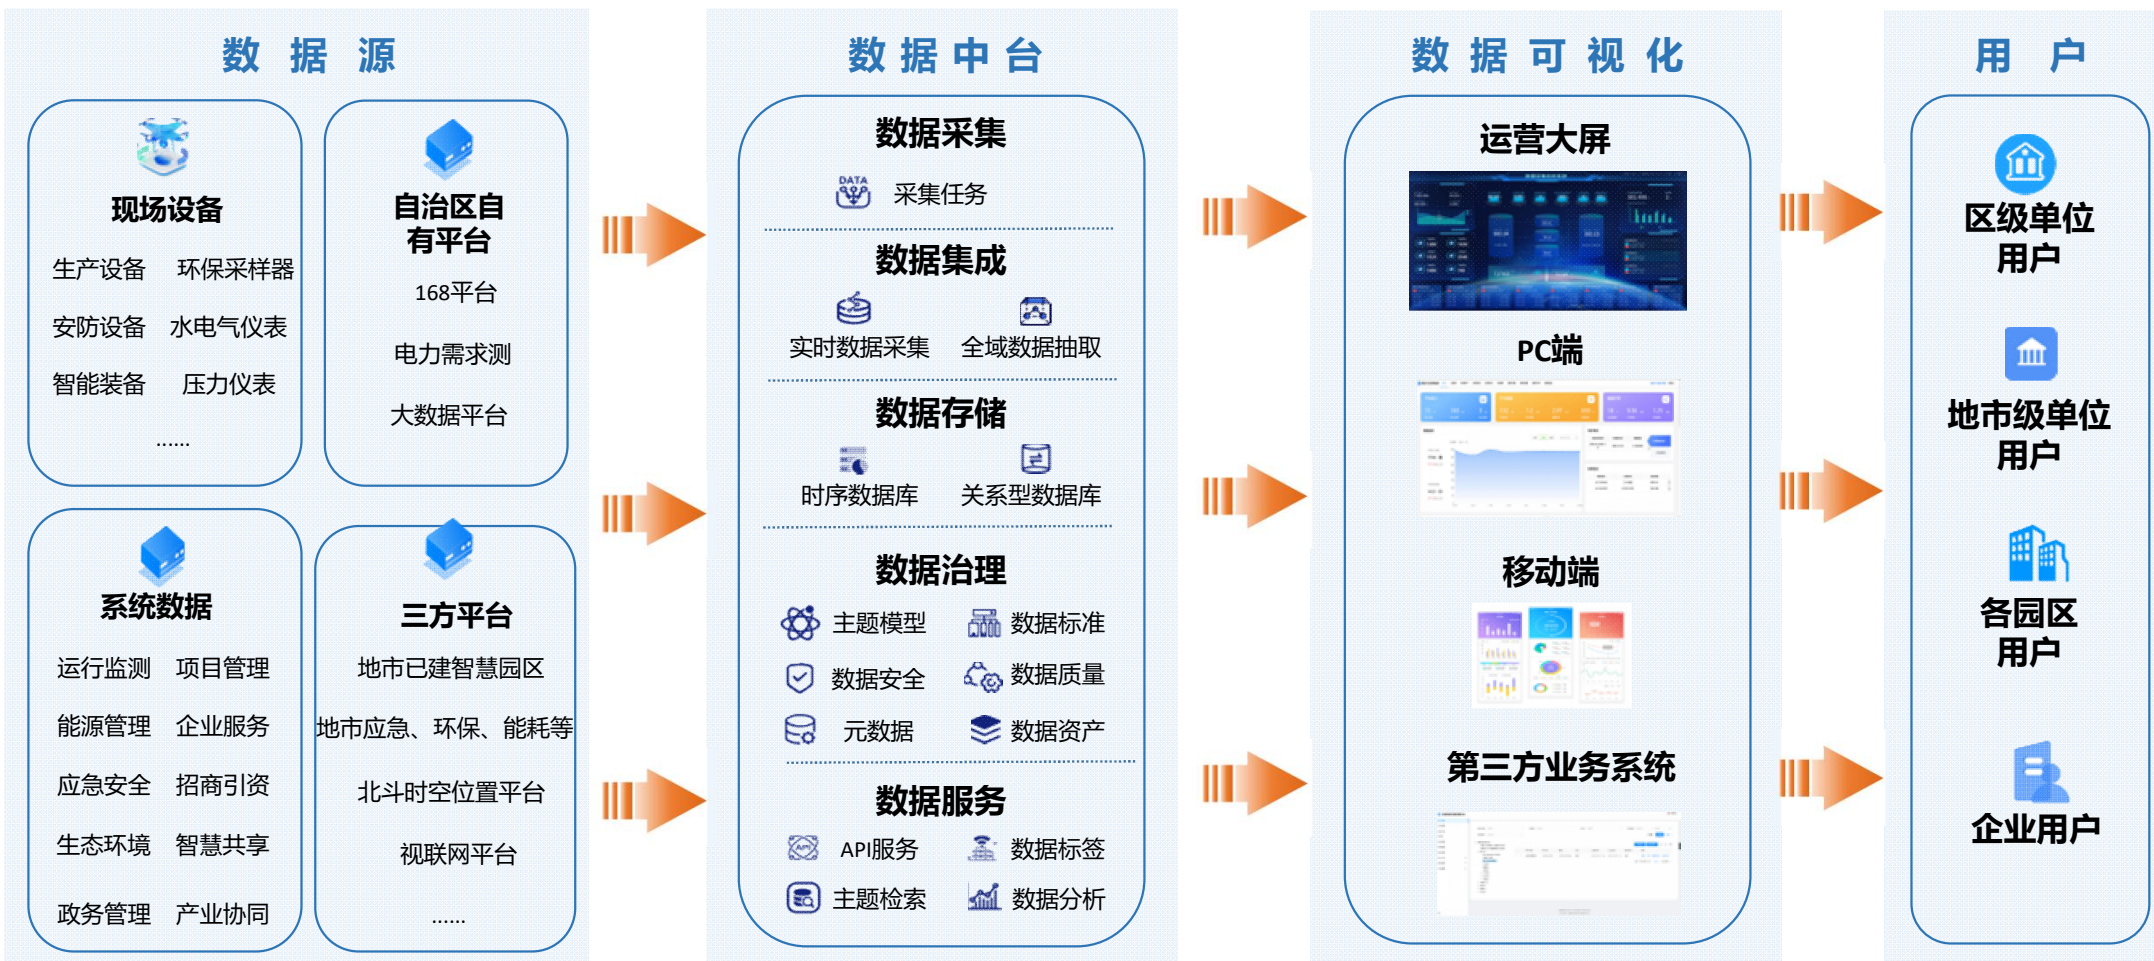 数据源
现场设备
生产设备 环保采样器
安防设备 水电气仪表
智能装备 压力仪表
......
自治区自
有平台
168平台
电力需求测
大数据平台
系统数据
运行监测 项目管理
能源管理 企业服务
应急安全 招商引资
生态环境 智慧共享
政务管理 产业协同
三方平台
地市已建智慧园区
地市应急、环保、能耗等
北斗时空位置平台
视联网平台
......
数据中台
数据采集
DATA
采集任务
数据集成
实时数据采集 全域数据抽取
数据存储
时序数据库 关系型数据库
数据治理
主题模型 数据标准
数据安全 数据质量
元数据 数据资产
数据服务
API
API服务 数据标签
主题检索 数据分析
数据可视化
运营大屏
PC端
移动端
第三方业务系统
用户
区级单位
用户
地市级单位
用户
各园区
用户
企业用户